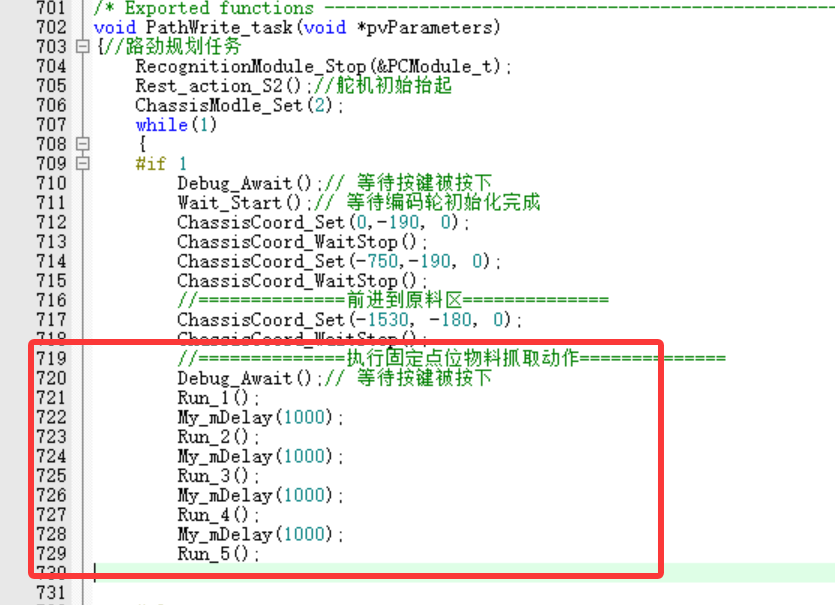 701 /* Exported functions ------------------------------------------------
702 void PathWrite_task(void *pvParameters)
703 {//路劲规划任务
704 RecognitionModule_Stop(&PCModule_t);
705 Rest_action_S2();//舵机初始抬起
706 ChassisModle_Set(2);
707 while(1)
708 {
709 #if 1
710 Debug_Await();// 等待按键被按下
711 Wait_Start();// 等待编码轮初始化完成
712 ChassisCoord_Set(0,-190, 0);
713 ChassisCoord_WaitStop();
714 ChassisCoord_Set(-750,-190, 0);
715 ChassisCoord_WaitStop();
716 //==============前进到原料区==============
717 ChassisCoord_Set(-1530, -180, 0);
718 ChassisCoord_WaitStop();
719 //==============执行固定点位物料抓取动作==============
720 Debug_Await();// 等待按键被按下
721 Run_1();
722 My_mDelay(1000);
723 Run_2();
724 My_mDelay(1000);
725 Run_3();
726 My_mDelay(1000);
727 Run_4();
728 My_mDelay(1000);
729 Run_5();
730
731